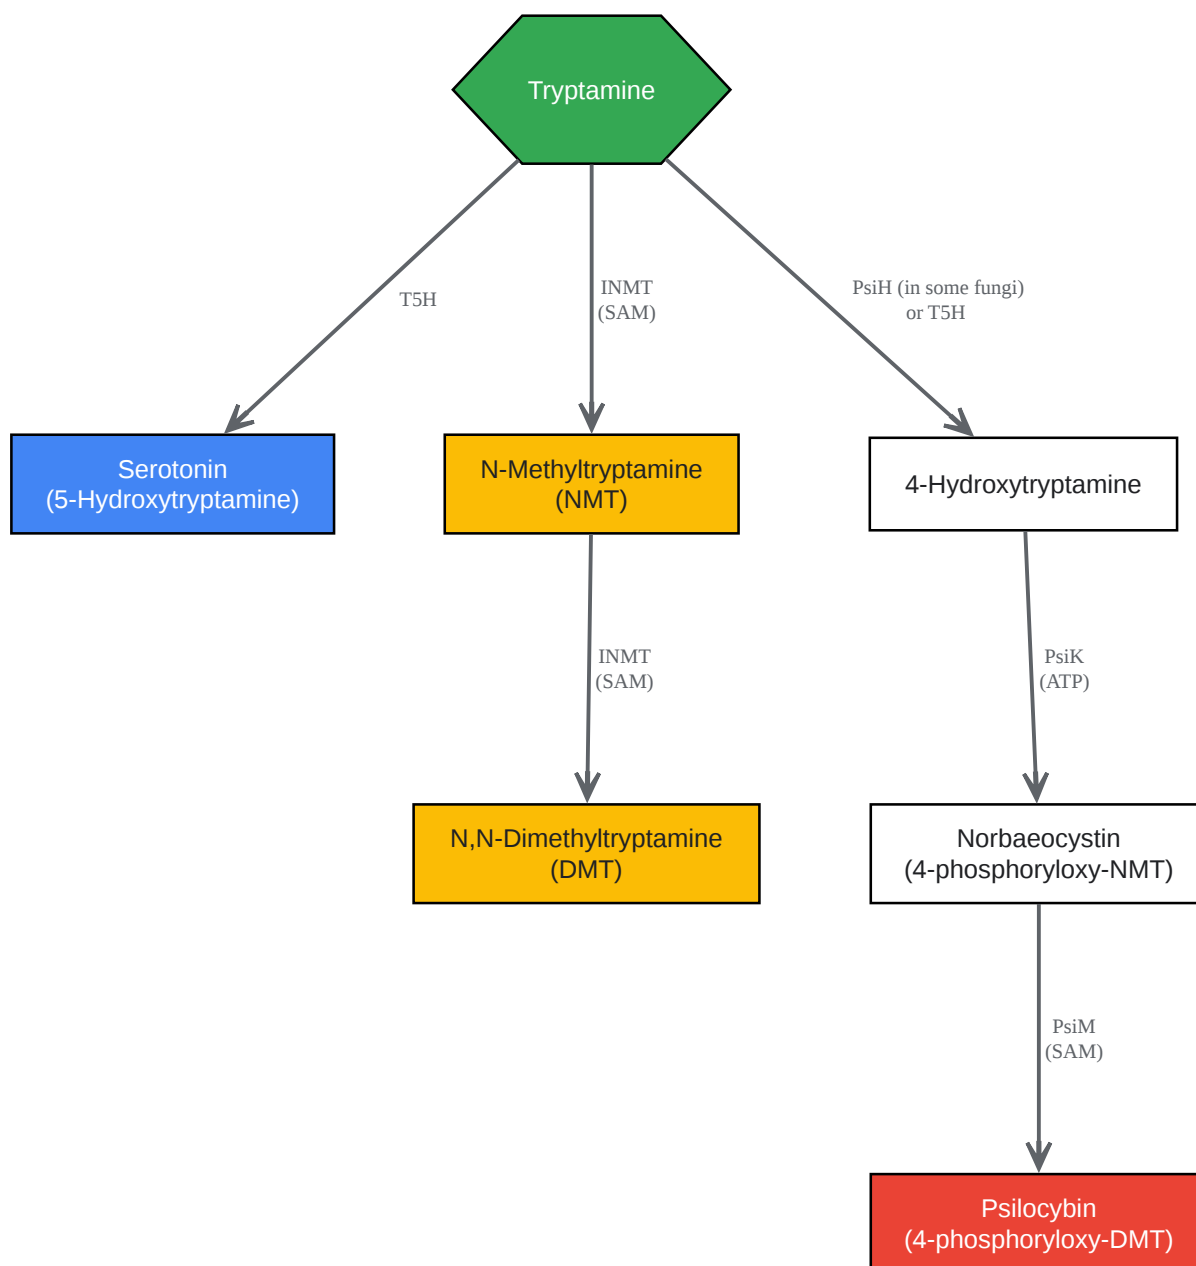 Tryptamine
T5H
INMT
(SAM)
PsiH (in some fungi)
or T5H
Serotonin
(5-Hydroxytryptamine)
N-Methyltryptamine
(NMT)
4-Hydroxytryptamine
INMT
(SAM)
PsiK
(ATP)
N,N-Dimethyltryptamine
(DMT)
Norbaeocystin
(4-phosphoryloxy-NMT)
PsiM
(SAM)
Psilocybin
(4-phosphoryloxy-DMT)